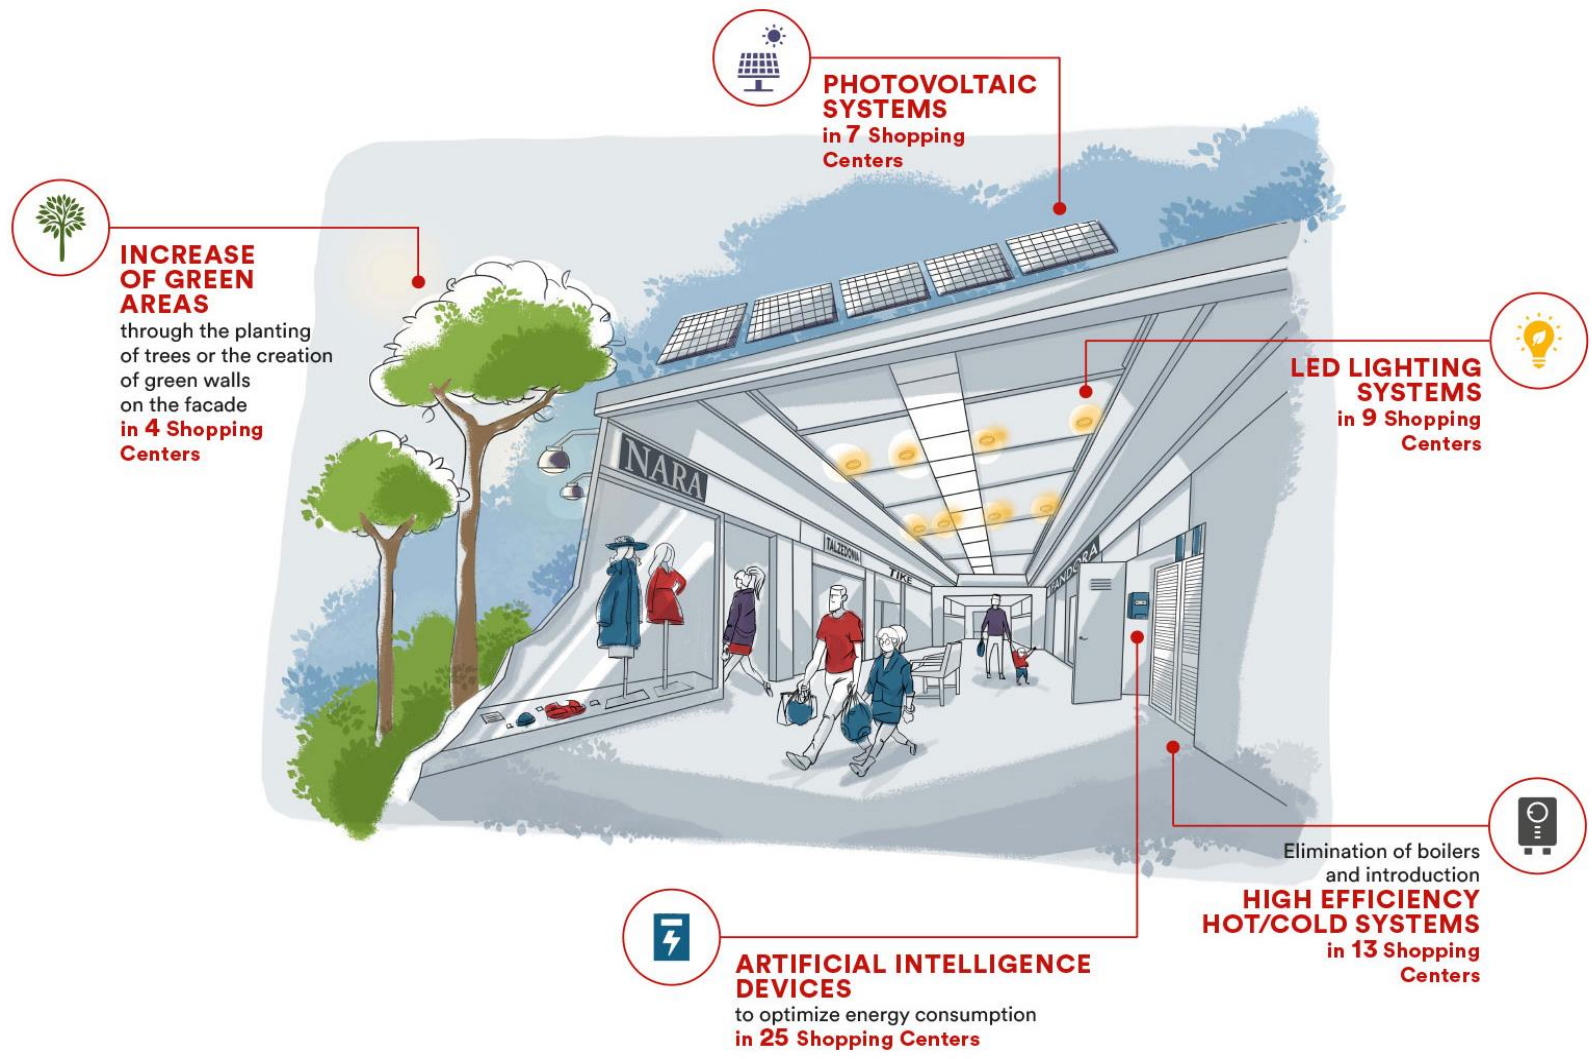 PHOTOVOLTAIC
SYSTEMS
in 7 Shopping
Centers
INCREASE
OF GREEN
AREAS
through the planting
of trees or the creation
of green walls
on the facade
in 4 Shopping
Centers
LED LIGHTING
SYSTEMS
in 9 Shopping
Centers
NARA
TALZEDONIA
TIKE
PANDORA
Elimination of boilers
and introduction
HIGH EFFICIENCY
HOT/COLD SYSTEMS
in 13 Shopping
Centers
ARTIFICIAL INTELLIGENCE
DEVICES
to optimize energy consumption
in 25 Shopping Centers